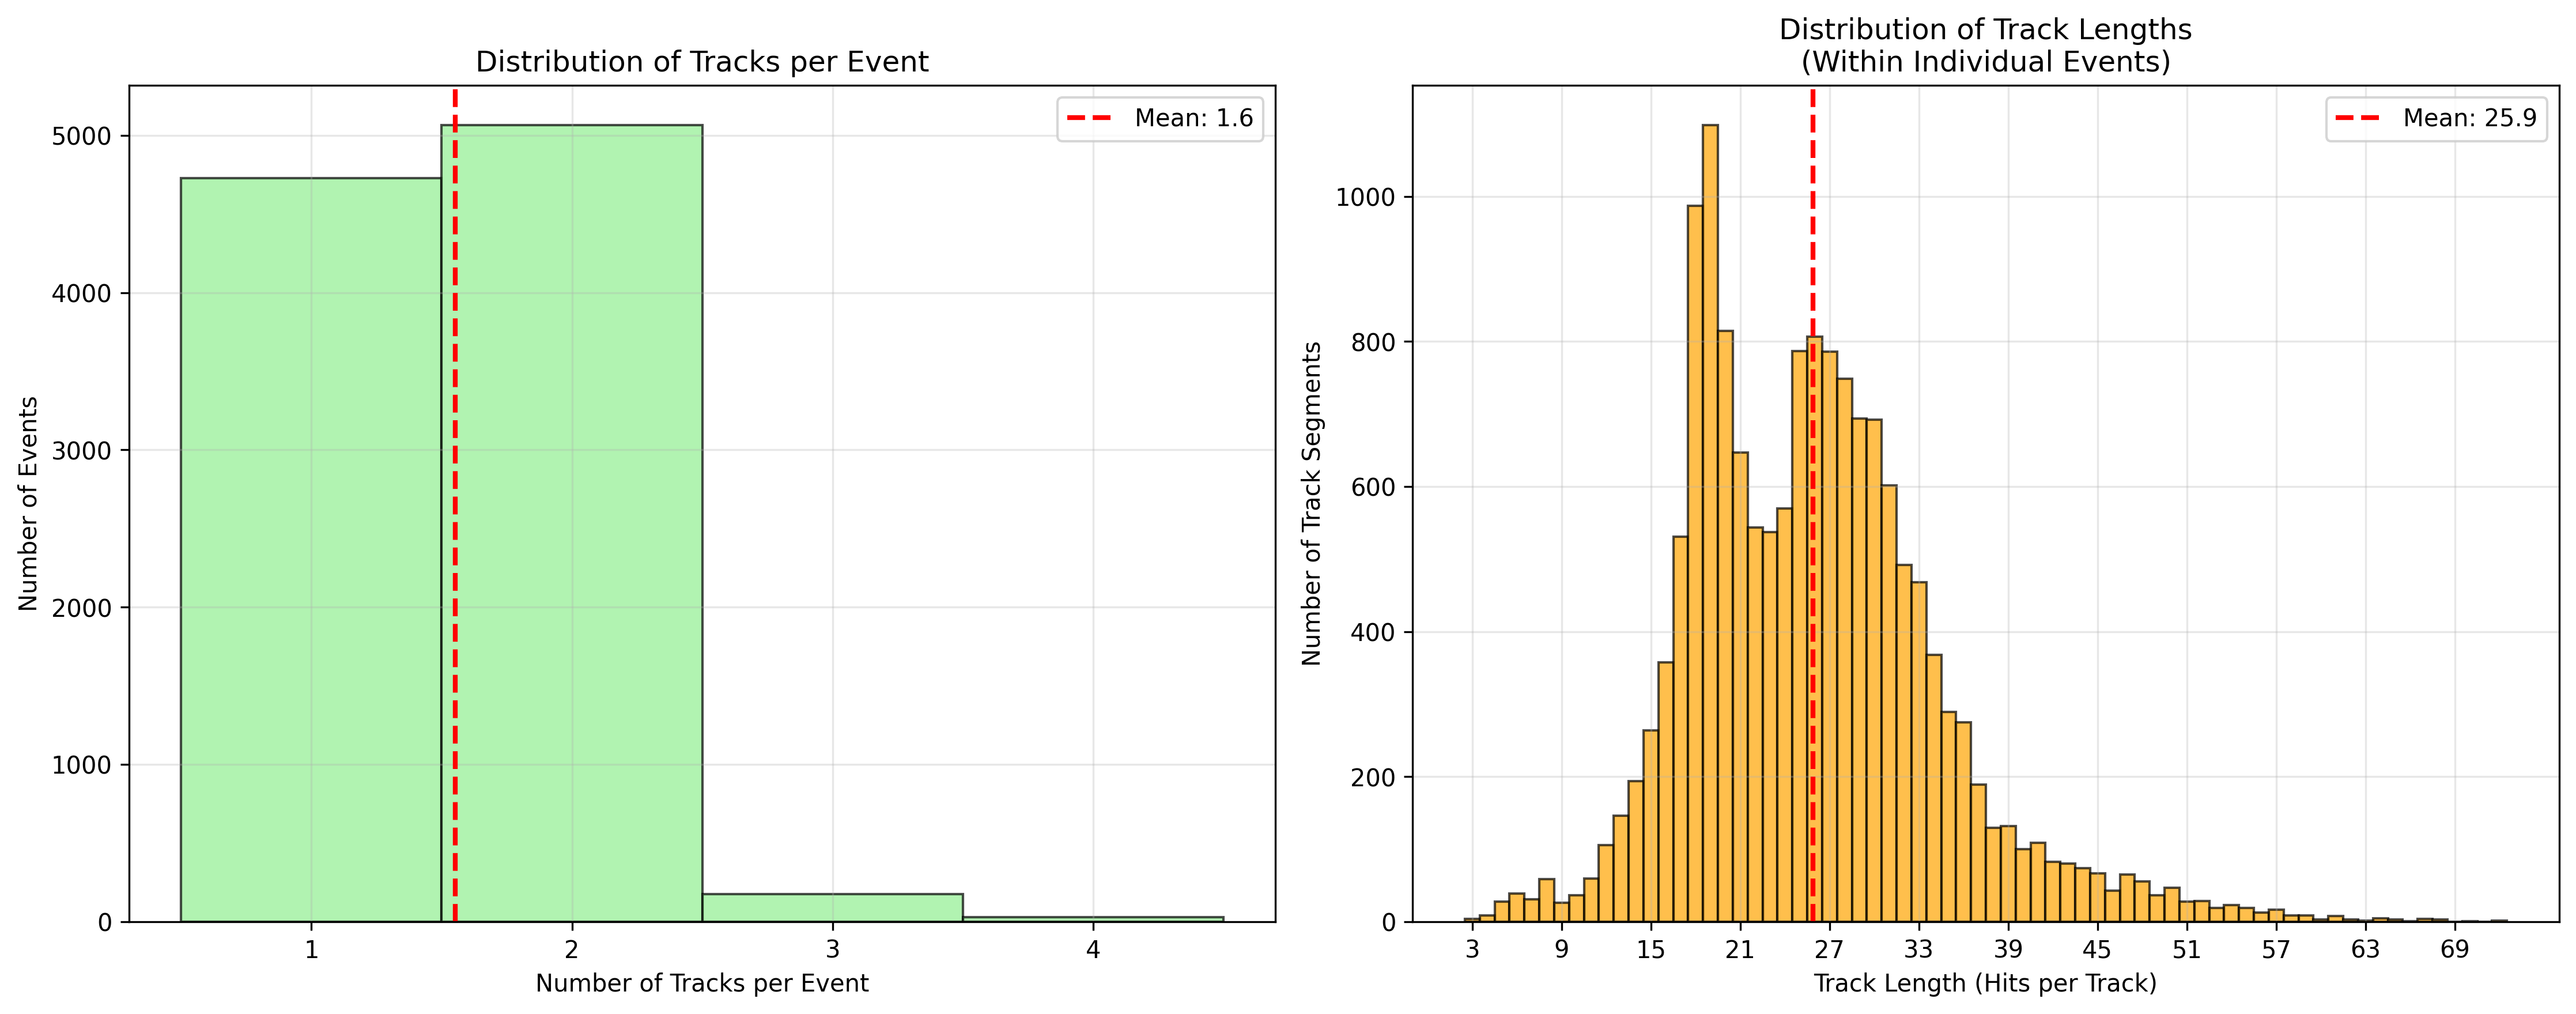 Distribution of Tracks per Event
Number of Events
5000
4000
3000
2000
1000
0
Mean: 1.6
1 2 3 4
Number of Tracks per Event
Distribution of Track Lengths
(Within Individual Events)
Number of Track Segments
1000
800
600
400
200
0
Mean: 25.9
3 9 15 21 27 33 39 45 51 57 63 69
Track Length (Hits per Track)